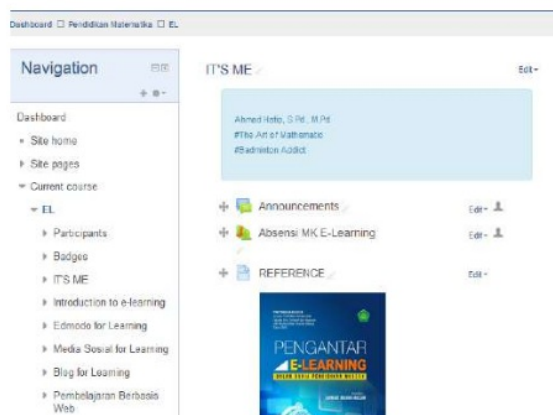 Dashboard Pendidikan Matematika EL
Navigation
Dashboard
Site home
Site pages
Current course
EL
Participants
Badges
IT'S ME
Introduction to e-learning
Edmodo for Learning
Media Sosial for Learning
Blog for Learning
Pembelajaran Berbasis
Web
IT'S ME
Edit
Ahmed S.Pd., M.Pd
#The Art of Mathematic
#Badminton Addict
Announcements
Edit
Absensi MK E-Learning
Edit
REFERENCE
Edit
PENGANTAR
E-LEARNING